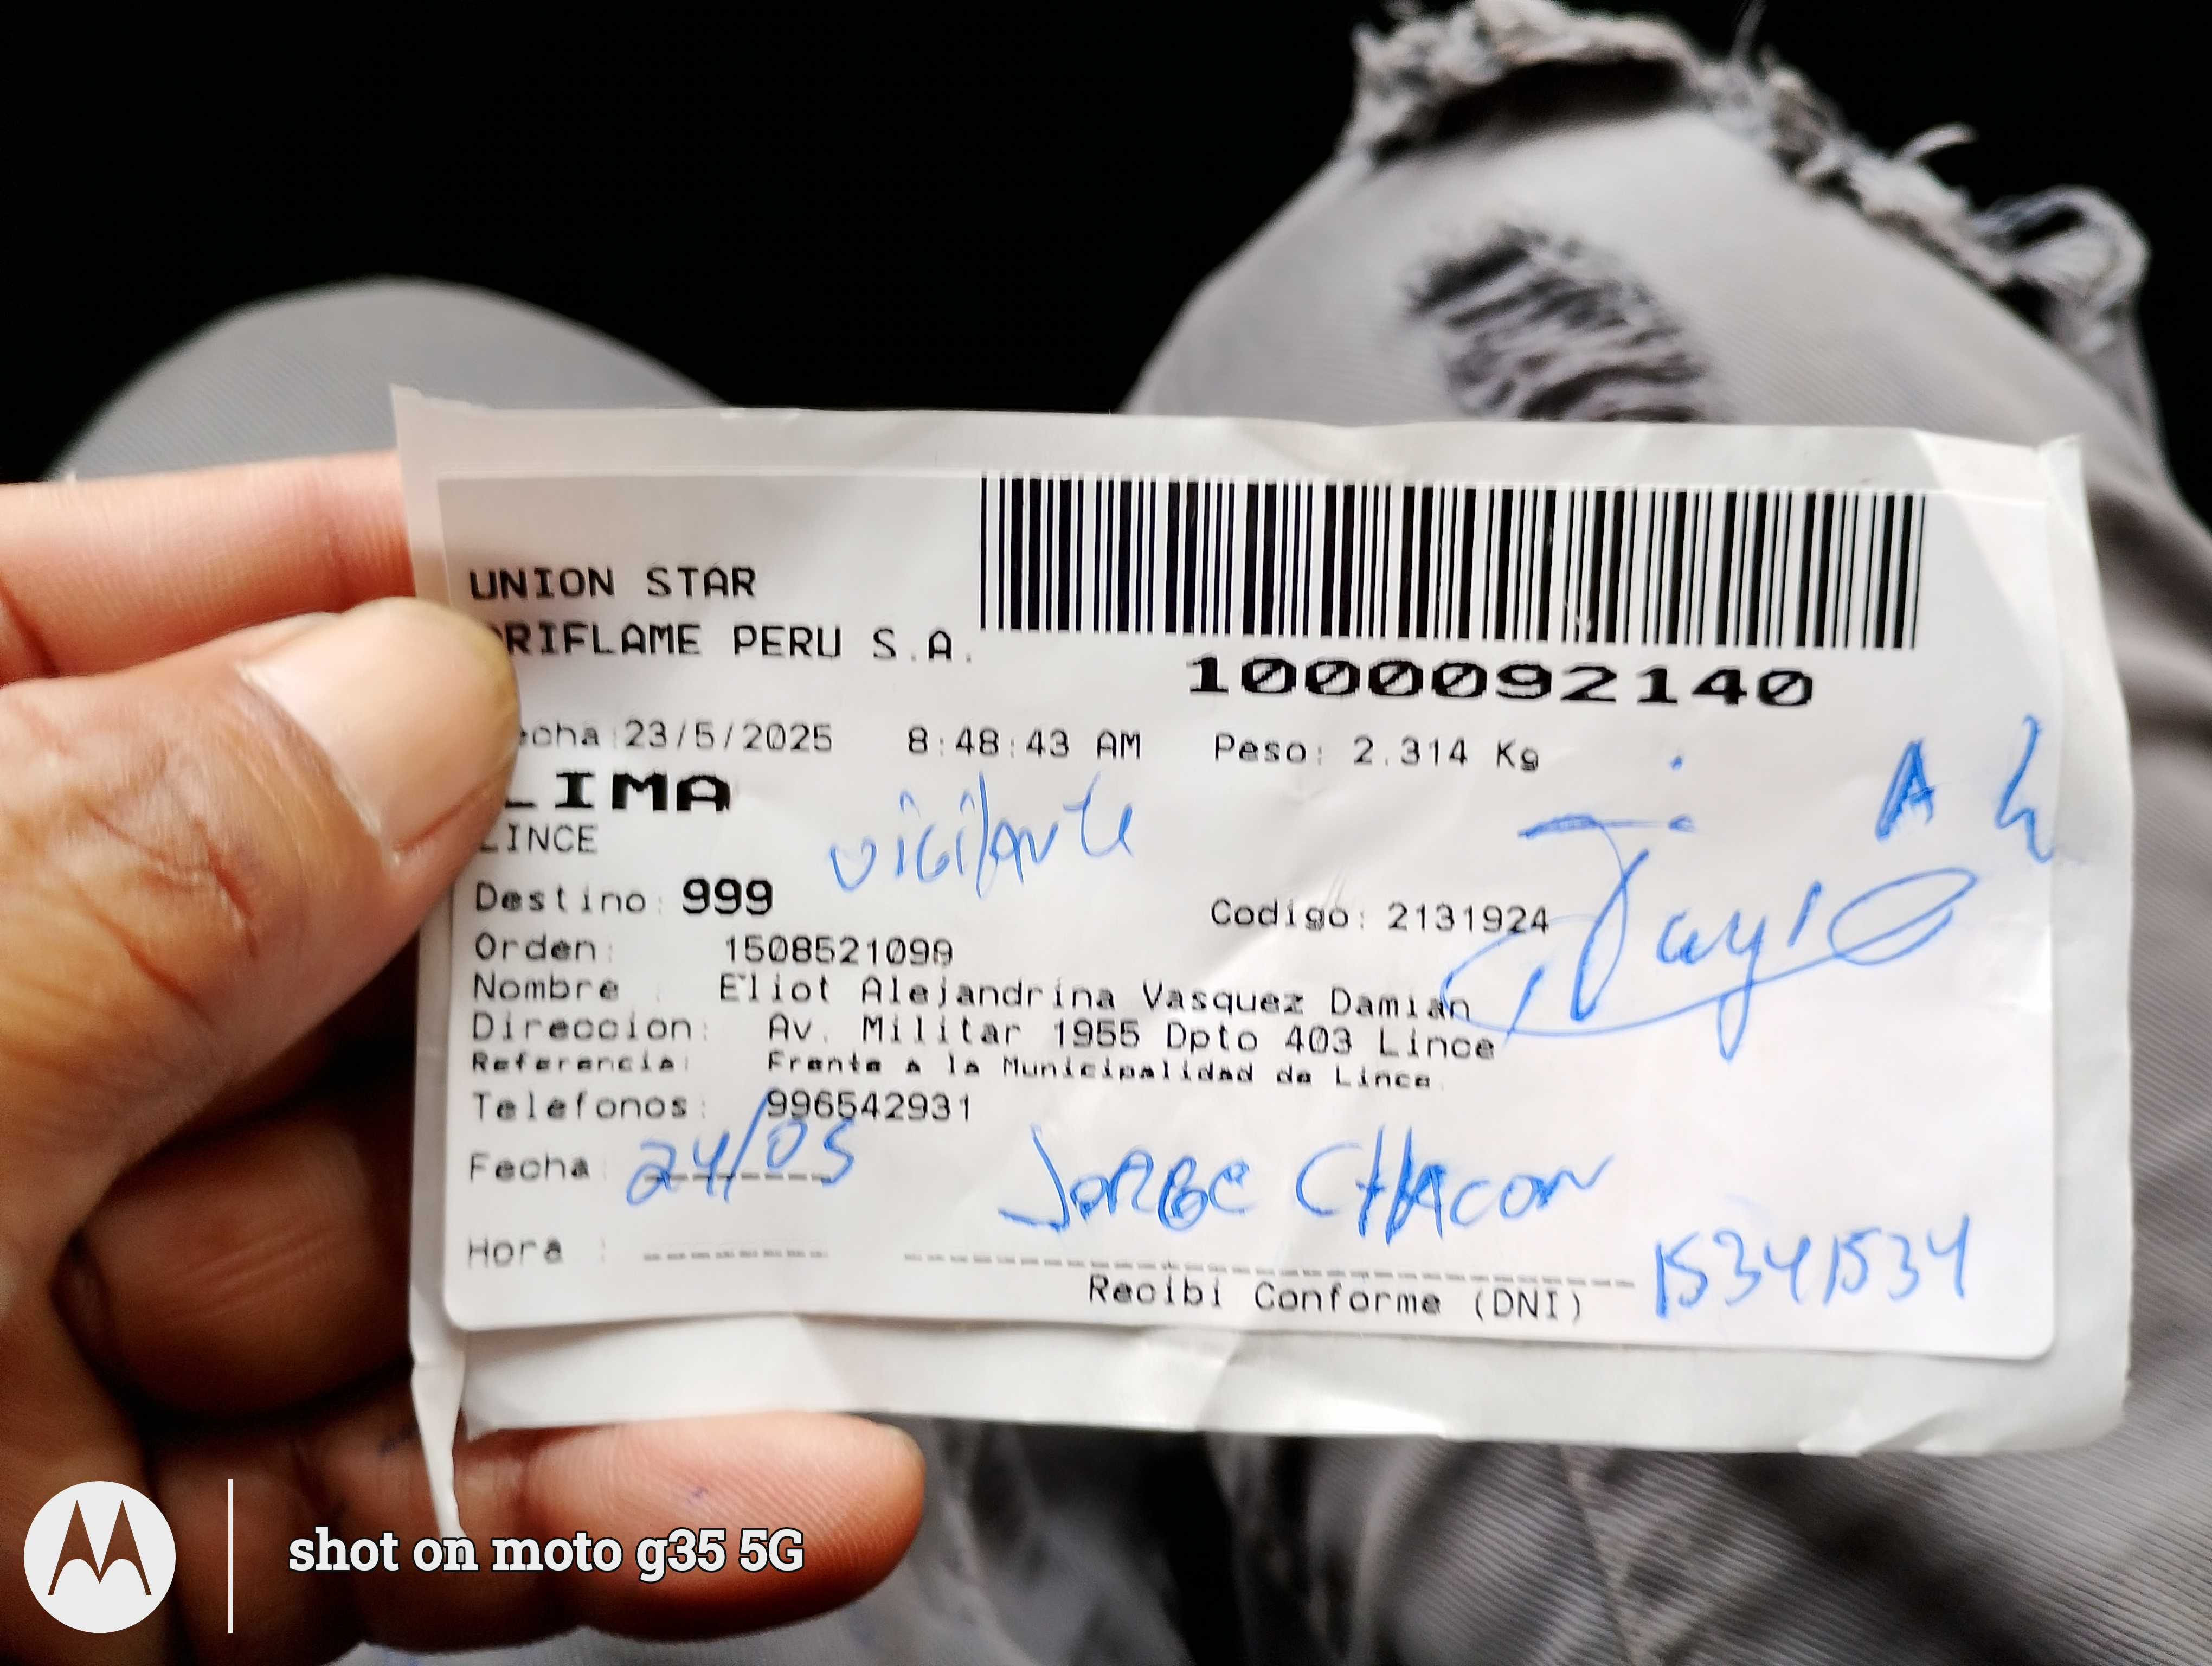 UNION STAR
ORIFLAME PERU S.A.
1000092140
echa:23/5/2025 8:48:43 AM Peso: 2.314 Kg
LIMA
LINCE
vigilante
A
Destino: 999
Codigo: 2131924
Orden: 1508521099
Nombre : Eliot Alejandrina Vasquez Damian
Direccion: Av. Militar 1955 Dpto 403 Lince
Referencia: Frente a la Municipalidad de Lince.
Telefonos: 996542931
Fecha : 24/05
JORGE CHACON
Hora :
15341534
Recibi Conforme (DNI)
shot on moto g35 5G